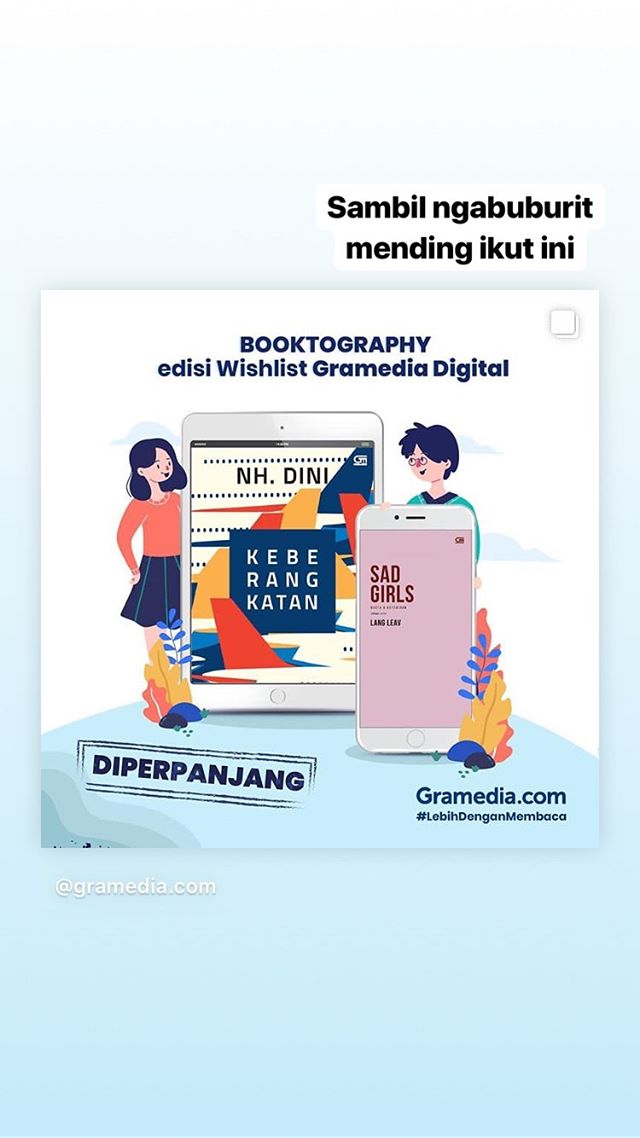 Sambil ngabuburit
mending ikut ini
BOOKTOGRAPHY
edisi Wishlist Gramedia Digital
NH. DINI
KEBE
RANG
KATAN
SAD
GIRLS
LANG LEAV
DIPERPANJANG
Gramedia.com
#LebihDenganMembaca
@gramedia.com